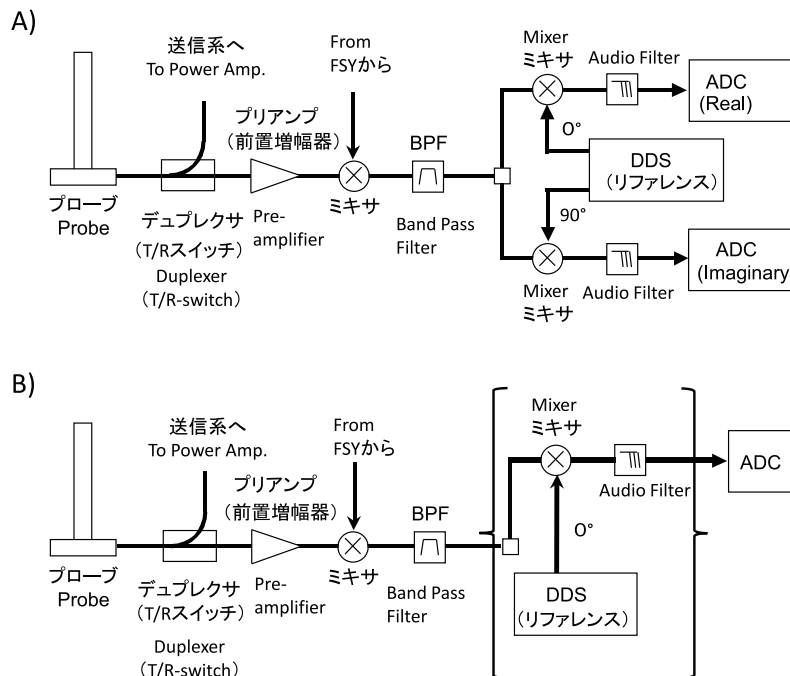 A)
送信系へ
To Power Amp.
From
FSYから
プリアンプ
(前置増幅器)
BPF
Mixer
ミキサ
Audio Filter
ADC
(Real)
0°
DDS
(リファレンス)
90°
プローブ
Probe
デュプレクサ
(T/Rスイッチ)
Duplexer
(T/R-switch)
Pre-
amplifier
ミキサ
Band Pass
Filter
Mixer
ミキサ
Audio Filter
ADC
(Imaginary)
B)
送信系へ
To Power Amp.
From
FSYから
プリアンプ
(前置増幅器)
BPF
Mixer
ミキサ
Audio Filter
ADC
0°
DDS
(リファレンス)
プローブ
Probe
デュプレクサ
(T/Rスイッチ)
Duplexer
(T/R-switch)
Pre-
amplifier
ミキサ
Band Pass
Filter